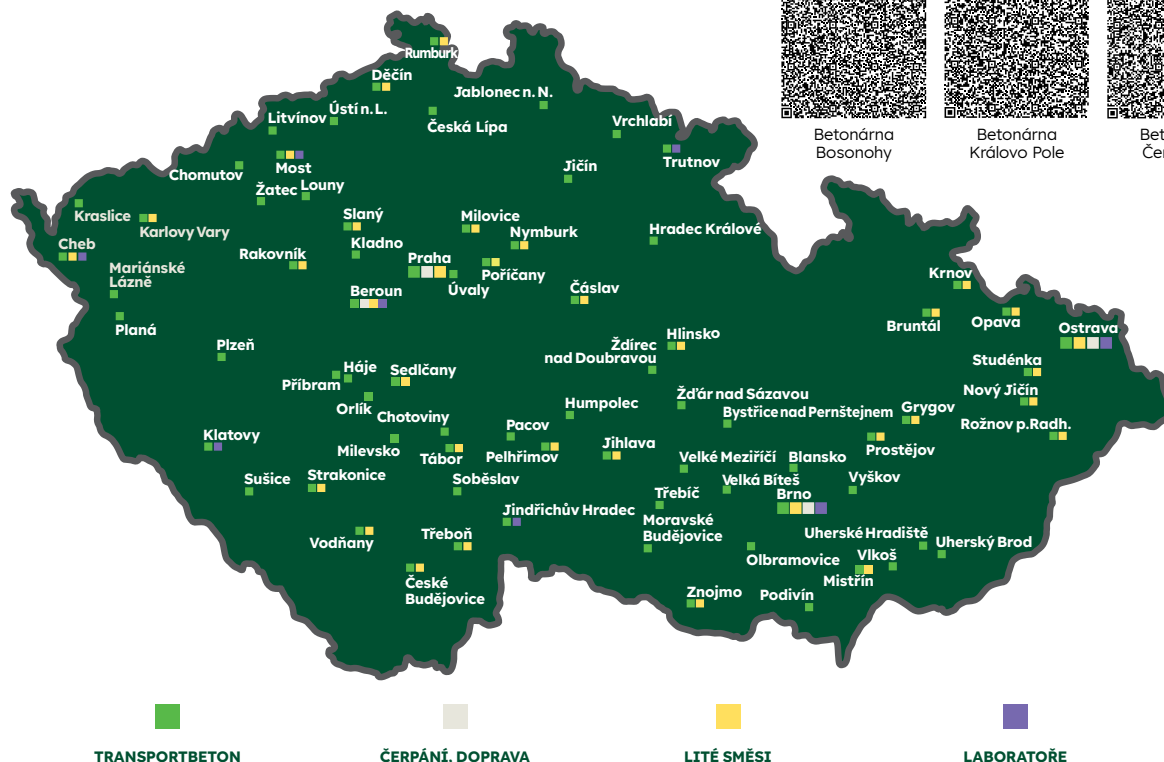 Betonárna
Bosonohy
Betonárna
Královo Pole
Rumburk
Děčín
Jablonec n. N.
Ústí n. L.
Litvínov
Česká Lípa
Vrchlabí
Trutnov
Most
Chomutov
Jičín
Žatec
Louny
Kraslice
Karlovy Vary
Slaný
Milovice
Nymburk
Hradec Králové
Cheb
Kladno
Rakovník
Praha
Poříčany
Mariánské
Lázně
Úvaly
Beroun
Čáslav
Krnov
Planá
Bruntál
Opava
Ostrava
Hlinsko
Plzeň
Ždírec
nad Doubravou
Studénka
Háje
Sedlčany
Příbram
Nový Jičín
Žďár nad Sázavou
Orlík
Humpolec
Bystřice nad Pernštejnem
Grygov
Chotoviny
Rožnov p.Radh.
Pacov
Klatovy
Jihlava
Milevsko
Tábor
Pelhřimov
Prostějov
Velké Meziříčí
Blansko
Sušice
Strakonice
Soběslav
Velká Bíteš
Vyškov
Třebíč
Brno
Jindřichův Hradec
Moravské
Budějovice
Vodňany
Třeboň
Uherské Hradiště
Uherský Brod
Olbramovice
Vlkoš
Mistřín
České
Budějovice
Znojmo
Podivín
TRANSPORTBETON
ČERPÁNÍ, DOPRAVA
LITÉ SMĚSI
LABORATOŘE